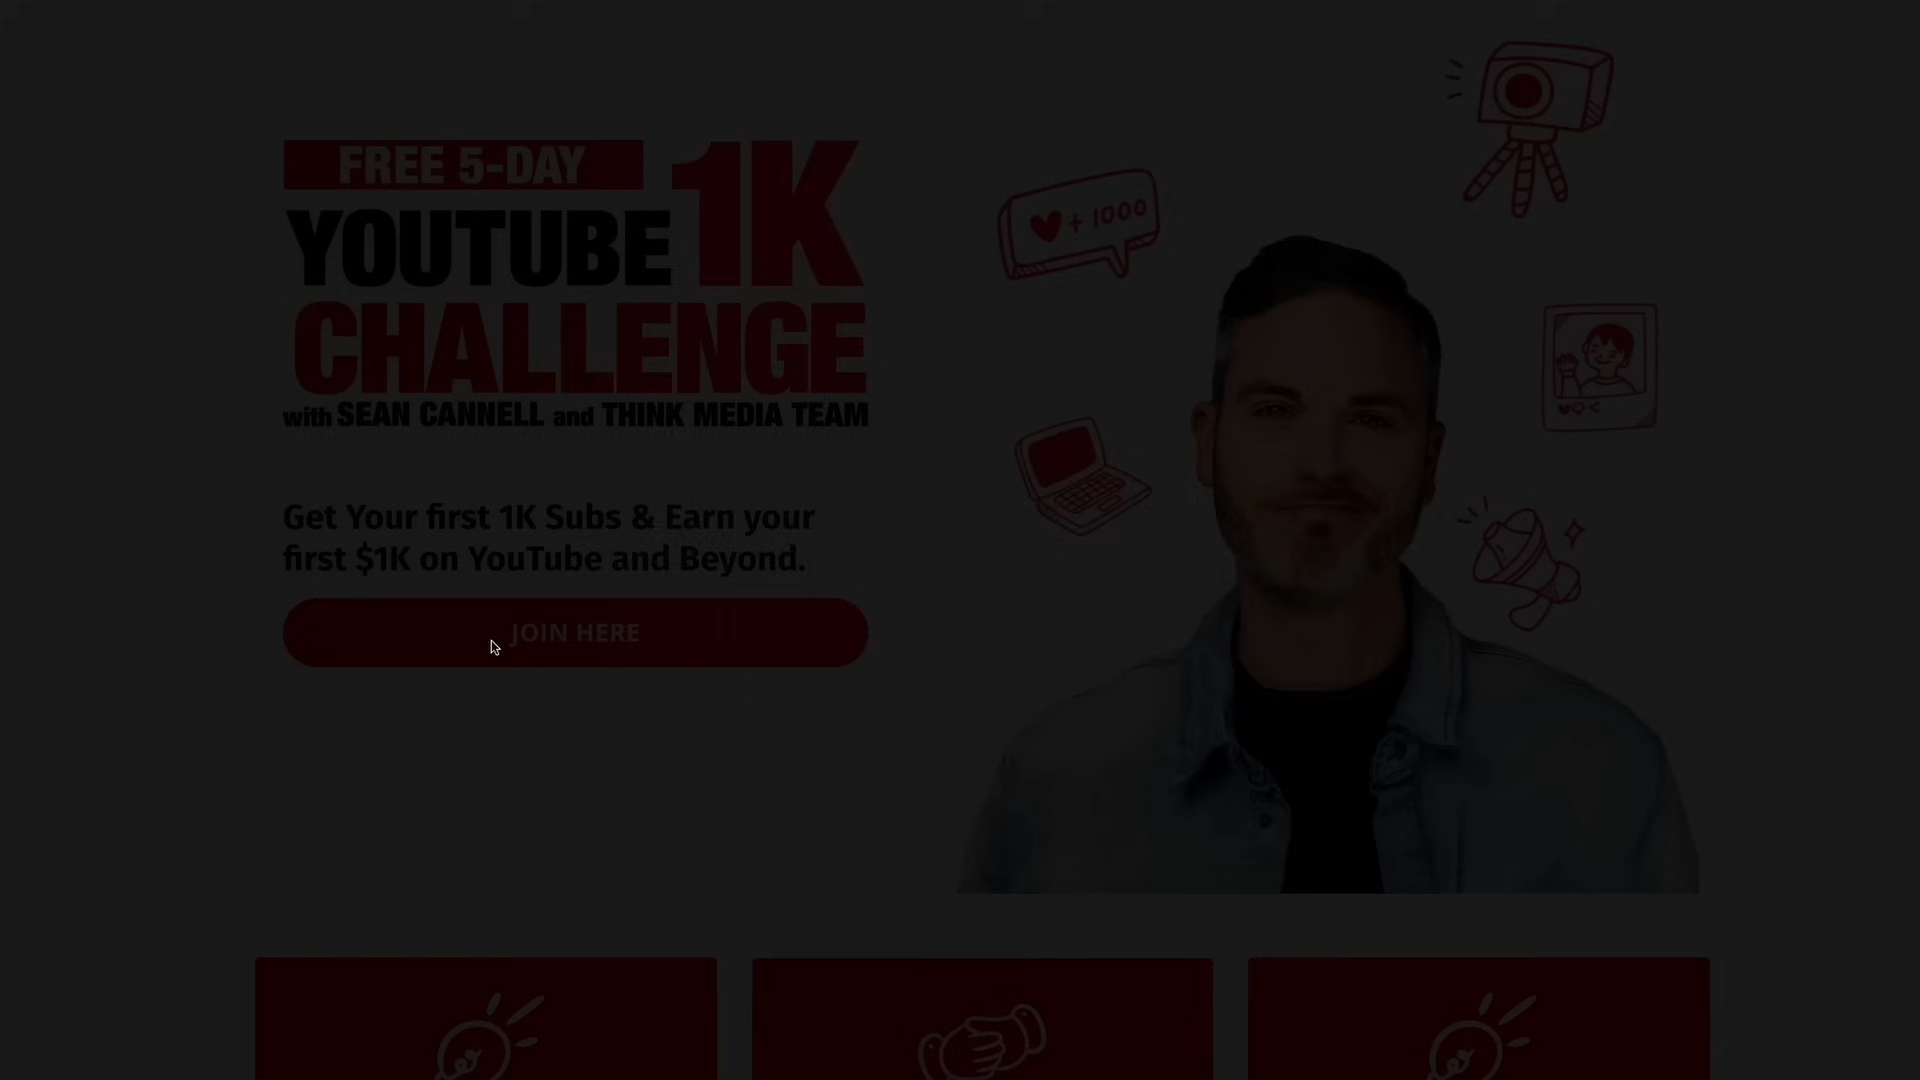 FREE 5-DAY
YOUTUBE 1K
CHALLENGE
with SEAN CANNELL and THINK MEDIA TEAM
+ 1000
Get Your first 1K Subs & Earn your
first $1K on YouTube and Beyond.
JOIN HERE